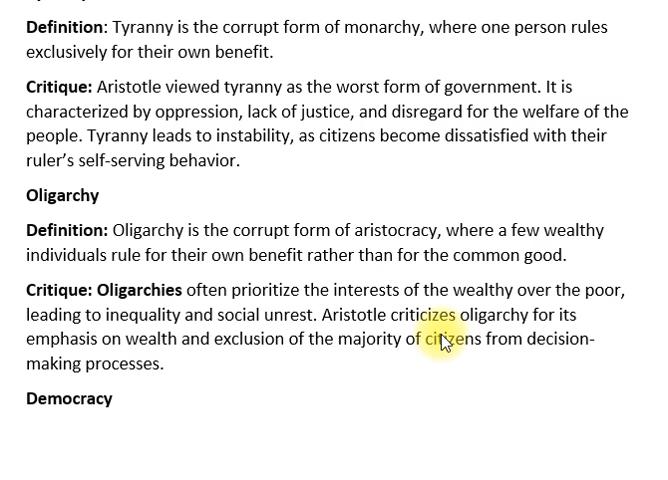 Definition: Tyranny is the corrupt form of monarchy, where one person rules
exclusively for their own benefit.
Critique: Aristotle viewed tyranny as the worst form of government. It is
characterized by oppression, lack of justice, and disregard for the welfare of the
people. Tyranny leads to instability, as citizens become dissatisfied with their
ruler’s self-serving behavior.
Oligarchy
Definition: Oligarchy is the corrupt form of aristocracy, where a few wealthy
individuals rule for their own benefit rather than for the common good.
Critique: Oligarchies often prioritize the interests of the wealthy over the poor,
leading to inequality and social unrest. Aristotle criticizes oligarchy for its
emphasis on wealth and exclusion of the majority of citizens from decision-
making processes.
Democracy